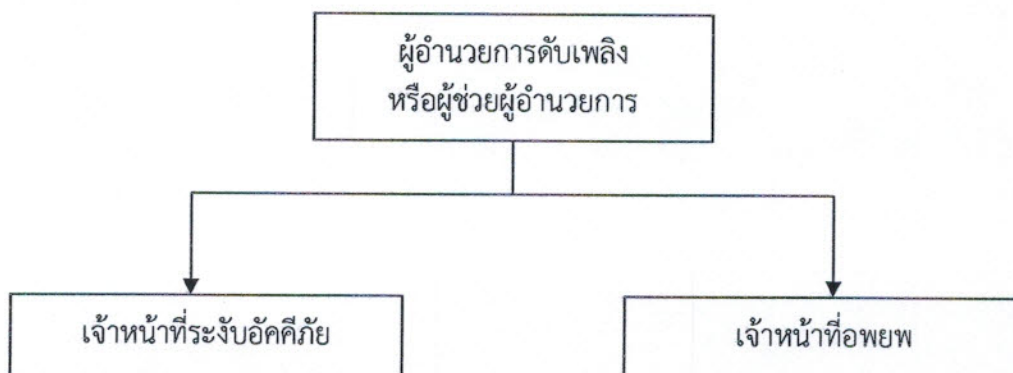 ผู้อำนวยการดับเพลิง
หรือผู้ช่วยผู้อำนวยการ
เจ้าหน้าที่ระงับอัคคีภัย
เจ้าหน้าที่อพยพ